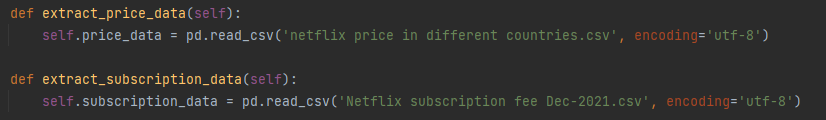 def extract_price_data(self):
    self.price_data = pd.read_csv('netflix price in different countries.csv', encoding='utf-8')
def extract_subscription_data(self):
    self.subscription_data = pd.read_csv('Netflix subscription fee Dec-2021.csv', encoding='utf-8')